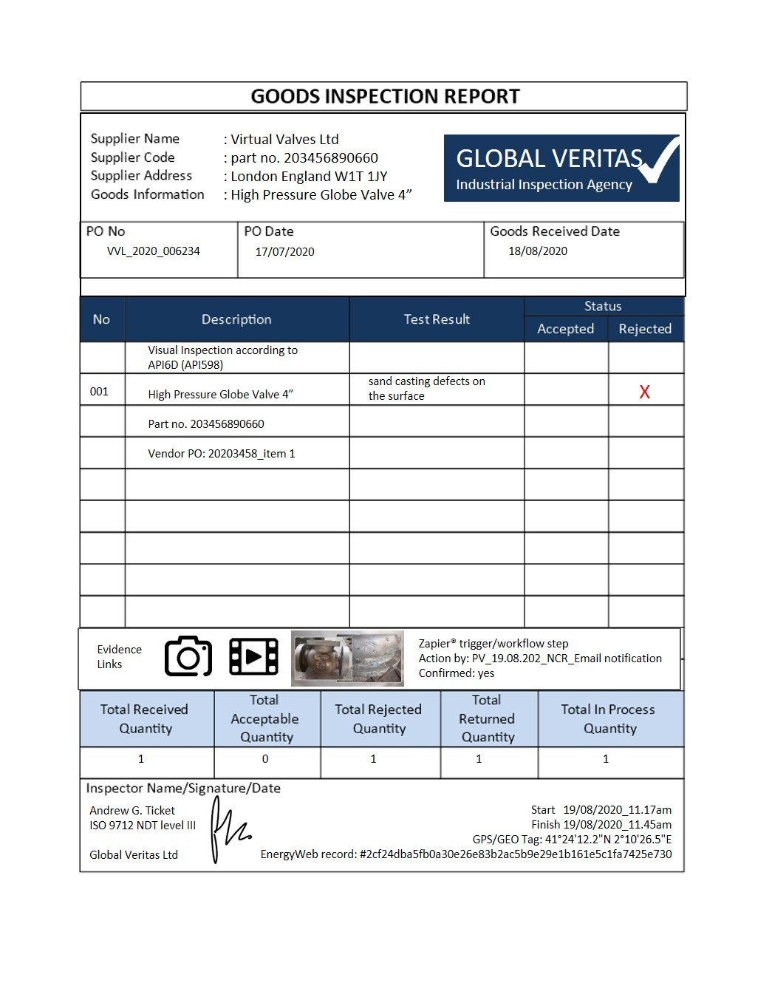 GOODS INSPECTION REPORT
Supplier Name : Virtual Valves Ltd
Supplier Code : part no. 203456890660
Supplier Address : London England W1T 1JY
Goods Information : High Pressure Globe Valve 4”
GLOBAL VERITAS
Industrial Inspection Agency
PO No PO Date Goods Received Date
VVL_2020_006234 17/07/2020 18/08/2020
No Description Test Result Status
Accepted Rejected
Visual Inspection according to
API6D (API598)
001 High Pressure Globe Valve 4” sand casting defects on
the surface X
Part no. 203456890660
Vendor PO: 20203458_item 1
Evidence
Links
Zapier® trigger/workflow step
Action by: PV_19.08.202_NCR_Email notification
Confirmed: yes
Total Received
Quantity
Total
Acceptable
Quantity
Total Rejected
Quantity
Total
Returned
Quantity
Total In Process
Quantity
1 0 1 1 1
Inspector Name/Signature/Date
Andrew G. Ticket
ISO 9712 NDT level III
Global Veritas Ltd
Start 19/08/2020_11.17am
Finish 19/08/2020_11.45am
GPS/GEO Tag: 41°24'12.2"N 2°10'26.5"E
EnergyWeb record: #2cf24dba5fb0a30e26e83b2ac5b9e29e1b161e5c1fa7425e730